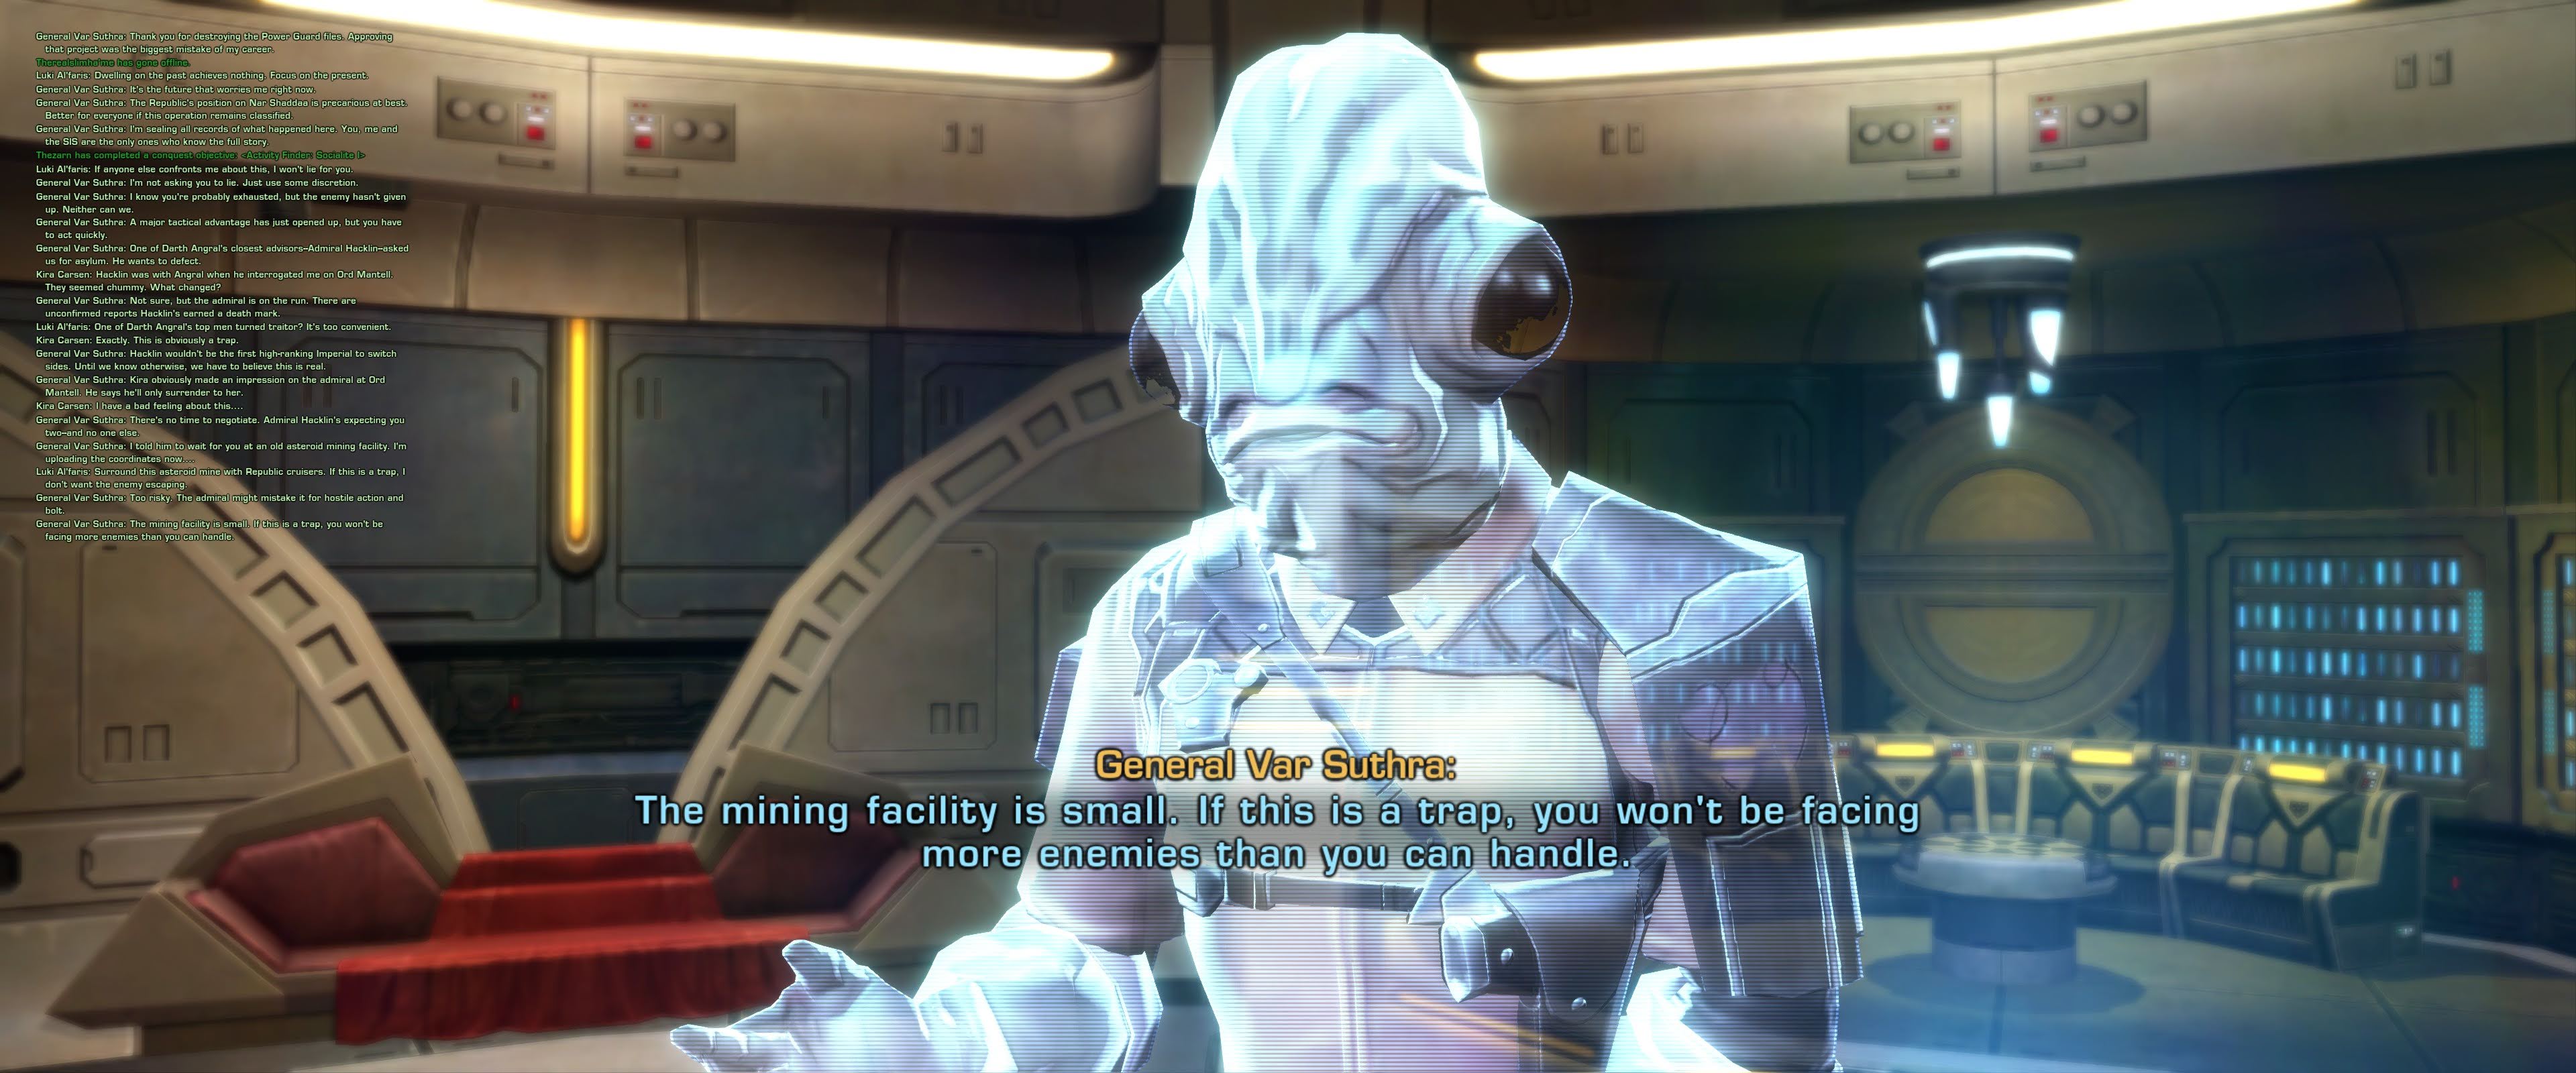 General Var Suthra: Thank you for destroying the Power Guard files. Approving
that project was the biggest mistake of my career.
Therealslimha'me has gone offline.
Luki Al'faris: Dwelling on the past achieves nothing. Focus on the present.
General Var Suthra: It's the future that worries me right now.
General Var Suthra: The Republic's position on Nar Shaddaa is precarious at best.
Better for everyone if this operation remains classified.
General Var Suthra: I'm sealing all records of what happened here. You, me and
the SIS are the only ones who know the full story.
Thezarn has completed a conquest objective: <Activity Finder: Socialite I>
Luki Al'faris: If anyone else confronts me about this, I won't lie for you.
General Var Suthra: I'm not asking you to lie. Just use some discretion.
General Var Suthra: I know you're probably exhausted, but the enemy hasn't given
up. Neither can we.
General Var Suthra: A major tactical advantage has just opened up, but you have
to act quickly.
General Var Suthra: One of Darth Angral's closest advisors–Admiral Hacklin–asked
us for asylum. He wants to defect.
Kira Carsen: Hacklin was with Angral when he interrogated me on Ord Mantell.
They seemed chummy. What changed?
General Var Suthra: Not sure, but the admiral is on the run. There are
unconfirmed reports Hacklin's earned a death mark.
Luki Al'faris: One of Darth Angral's top men turned traitor? It's too convenient.
Kira Carsen: Exactly. This is obviously a trap.
General Var Suthra: Hacklin wouldn't be the first high-ranking Imperial to switch
sides. Until we know otherwise, we have to believe this is real.
General Var Suthra: Kira obviously made an impression on the admiral at Ord
Mantell. He says he'll only surrender to her.
Kira Carsen: I have a bad feeling about this....
General Var Suthra: There's no time to negotiate. Admiral Hacklin's expecting you
two–and no one else.
General Var Suthra: I told him to wait for you at an old asteroid mining facility. I'm
uploading the coordinates now....
Luki Al'faris: Surround this asteroid mine with Republic cruisers. If this is a trap, I
don't want the enemy escaping.
General Var Suthra: Too risky. The admiral might mistake it for hostile action and
bolt.
General Var Suthra: The mining facility is small. If this is a trap, you won't be
facing more enemies than you can handle.
General Var Suthra:
The mining facility is small. If this is a trap, you won't be facing
more enemies than you can handle.